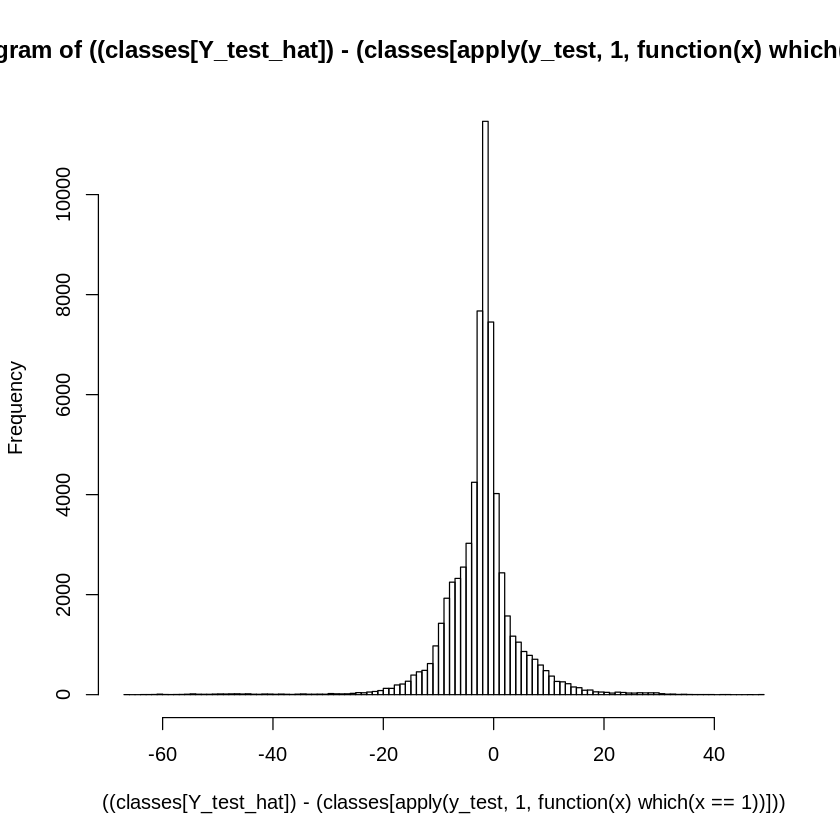 gram of ((classes[Y_test_hat]) - (classes[apply(y_test, 1, function(x) which(
Frequency
10000
8000
6000
4000
2000
0
-60 -40 -20 0 20 40
((classes[Y_test_hat]) - (classes[apply(y_test, 1, function(x) which(x == 1))]))